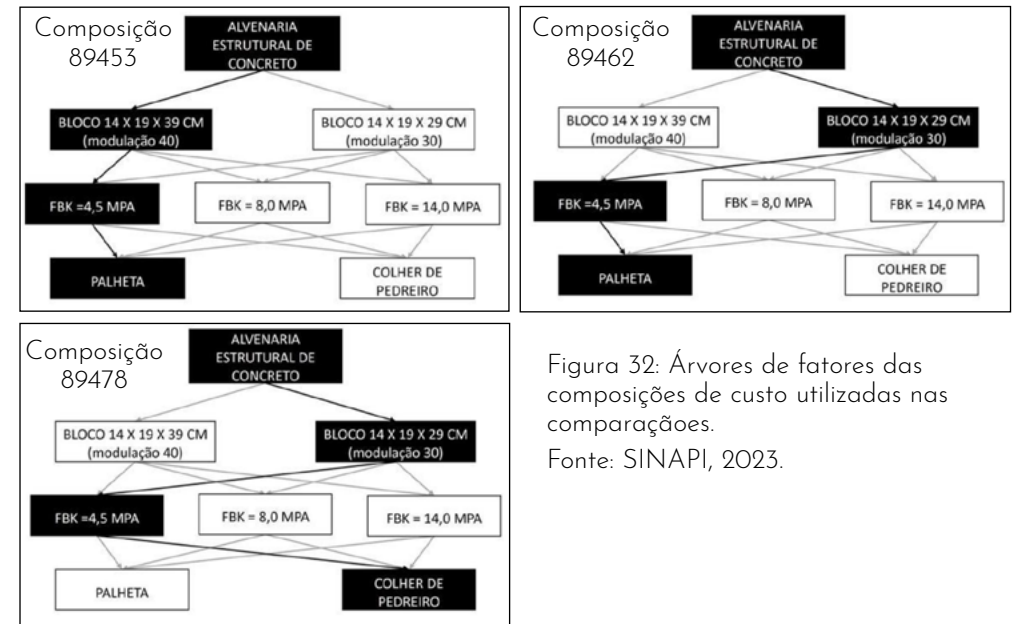 Composição
89453
ALVENARIA
ESTRUTURAL DE
CONCRETO
BLOCO 14 X 19 X 39 CM
(modulação 40)
BLOCO 14 X 19 X 29 CM
(modulação 30)
FBK =4,5 MPA
FBK = 8,0 MPA
FBK = 14,0 MPA
PALHETA
COLHER DE
PEDREIRO
Composição
89462
ALVENARIA
ESTRUTURAL DE
CONCRETO
BLOCO 14 X 19 X 39 CM
(modulação 40)
BLOCO 14 X 19 X 29 CM
(modulação 30)
FBK =4,5 MPA
FBK = 8,0 MPA
FBK = 14,0 MPA
PALHETA
COLHER DE
PEDREIRO
Composição
89478
ALVENARIA
ESTRUTURAL DE
CONCRETO
BLOCO 14 X 19 X 39 CM
(modulação 40)
BLOCO 14 X 19 X 29 CM
(modulação 30)
FBK =4,5 MPA
FBK = 8,0 MPA
FBK = 14,0 MPA
PALHETA
COLHER DE
PEDREIRO
Figura 32: Árvores de fatores das
composições de custo utilizadas nas
comparaçãoes.
Fonte: SINAPI, 2023.